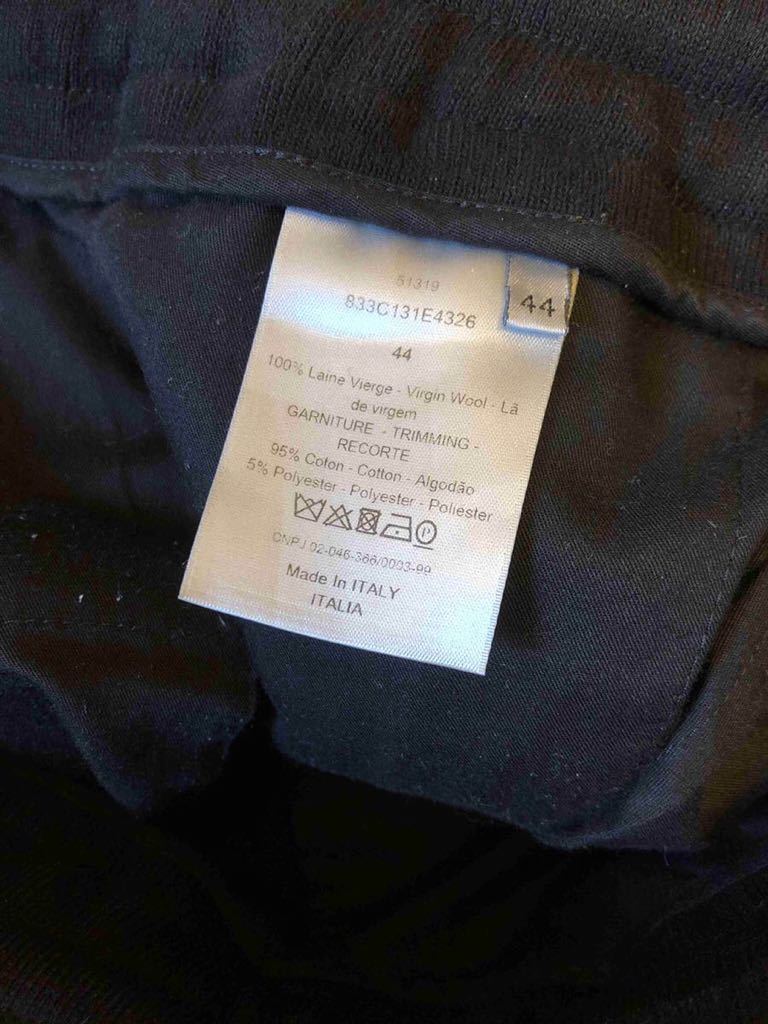 51319
833C131E4326
44
44
100% Laine Vierge - Virgin Wool - Lã
de virgem
GARNITURE - TRIMMING -
RECORTE
95% Coton - Cotton - Algodão
5% Polyester - Polyester - Poliester
P
CNPJ 02-046-366/0003-99
Made In ITALY
ITALIA